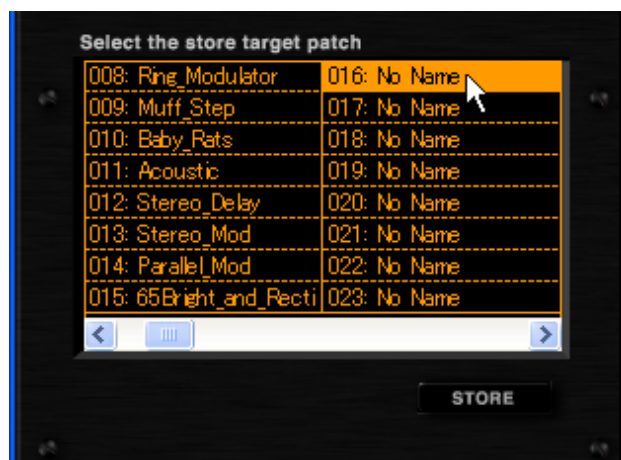 Select the store target patch
008: Ring_Modulator 016: No Name
009: Muff_Step 017: No Name
010: Baby_Rats 018: No Name
011: Acoustic 019: No Name
012: Stereo_Delay 020: No Name
013: Stereo_Mod 021: No Name
014: Parallel_Mod 022: No Name
015: 65Bright_and_Recti 023: No Name
STORE